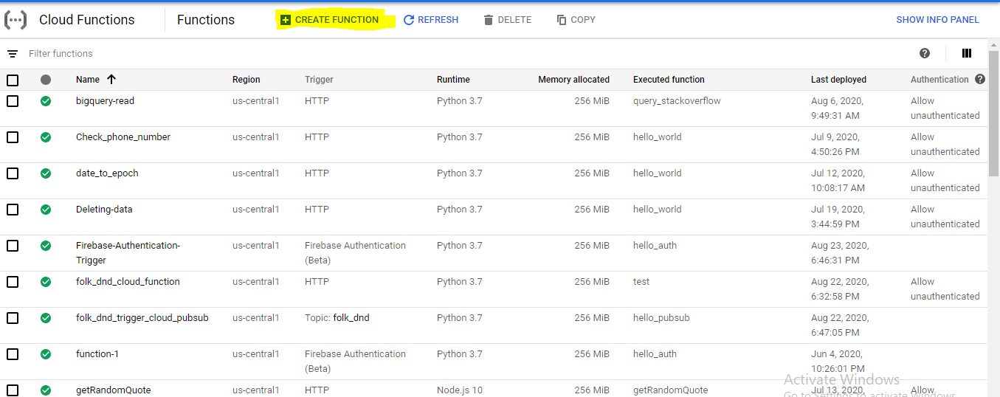 Cloud Functions Functions CREATE FUNCTION REFRESH DELETE COPY SHOW INFO PANEL
Filter functions
Name Region Trigger Runtime Memory allocated Executed function Last deployed Authentication
bigquery-read us-central1 HTTP Python 3.7 256 MiB query_stackoverflow Aug 6, 2020, Allow
9:49:31 AM unauthenticated
Check_phone_number us-central1 HTTP Python 3.7 256 MiB hello_world Jul 9, 2020, Allow
4:50:26 PM unauthenticated
date_to_epoch us-central1 HTTP Python 3.7 256 MiB hello_world Jul 12, 2020, Allow
10:08:17 AM unauthenticated
Deleting-data us-central1 HTTP Python 3.7 256 MiB hello_world Jul 19, 2020, Allow
3:44:59 PM unauthenticated
Firebase-Authentication- us-central1 Firebase Authentication Python 3.7 256 MiB hello_auth Aug 23, 2020,
Trigger (Beta) 6:46:31 PM
folk_dnd_cloud_function us-central1 HTTP Python 3.7 256 MiB test Aug 22, 2020, Allow
6:32:58 PM unauthenticated
folk_dnd_trigger_cloud_pubsub us-central1 Topic: folk_dnd Python 3.7 256 MiB hello_pubsub Aug 22, 2020,
6:47:05 PM
function-1 us-central1 Firebase Authentication Python 3.7 256 MiB hello_auth Jun 4, 2020,
(Beta) 10:26:01 PM
Activate Windows
getRandomQuote us-central1 HTTP Node.js 10 256 MiB getRandomQuote Jul 13, 2020, Allow
Go to Settings to activate Windows.